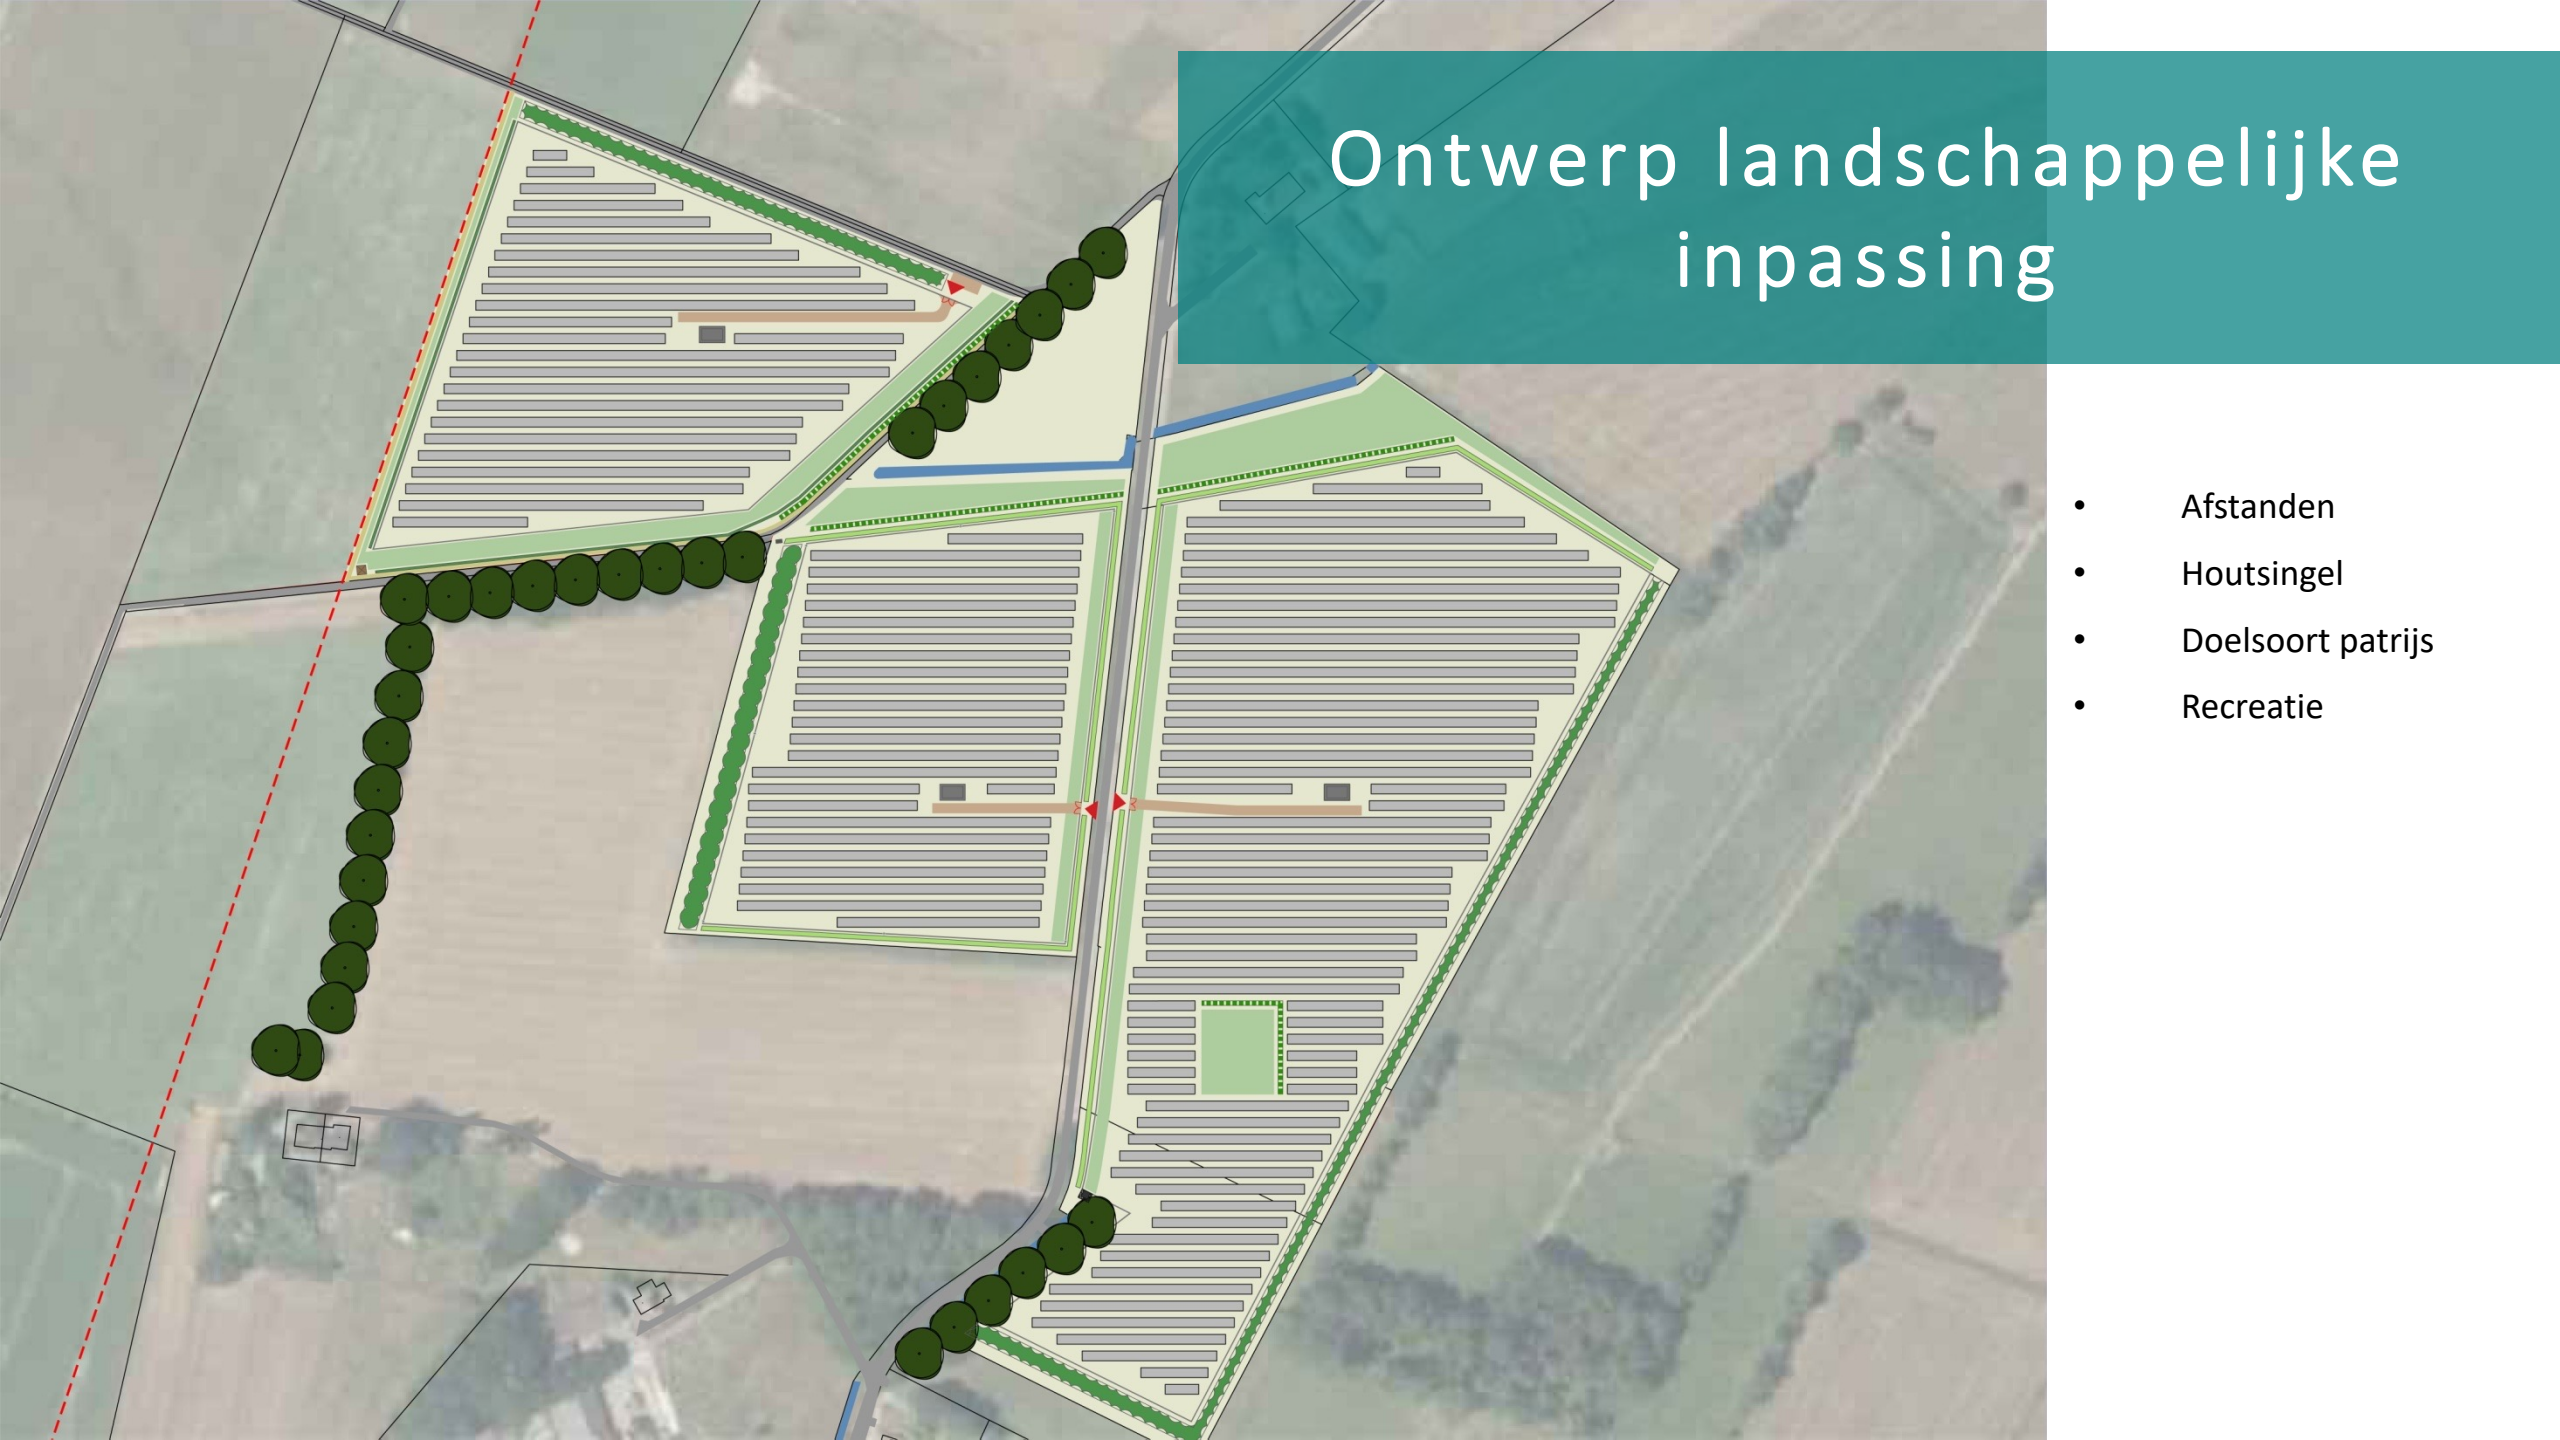 Ontwerp landschappelijke
inpassing
• Afstanden
• Houtsingel
• Doelsoort patrijs
• Recreatie